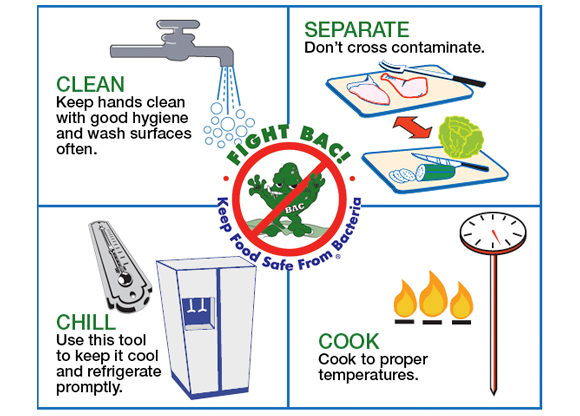 CLEAN
Keep hands clean
with good hygiene
and wash surfaces
often.
SEPARATE
Don't cross contaminate.
FIGHT BAC!
BAC
Keep Food Safe From Bacteria®
CHILL
Use this tool
to keep it cool
and refrigerate
promptly.
COOK
Cook to proper
temperatures.